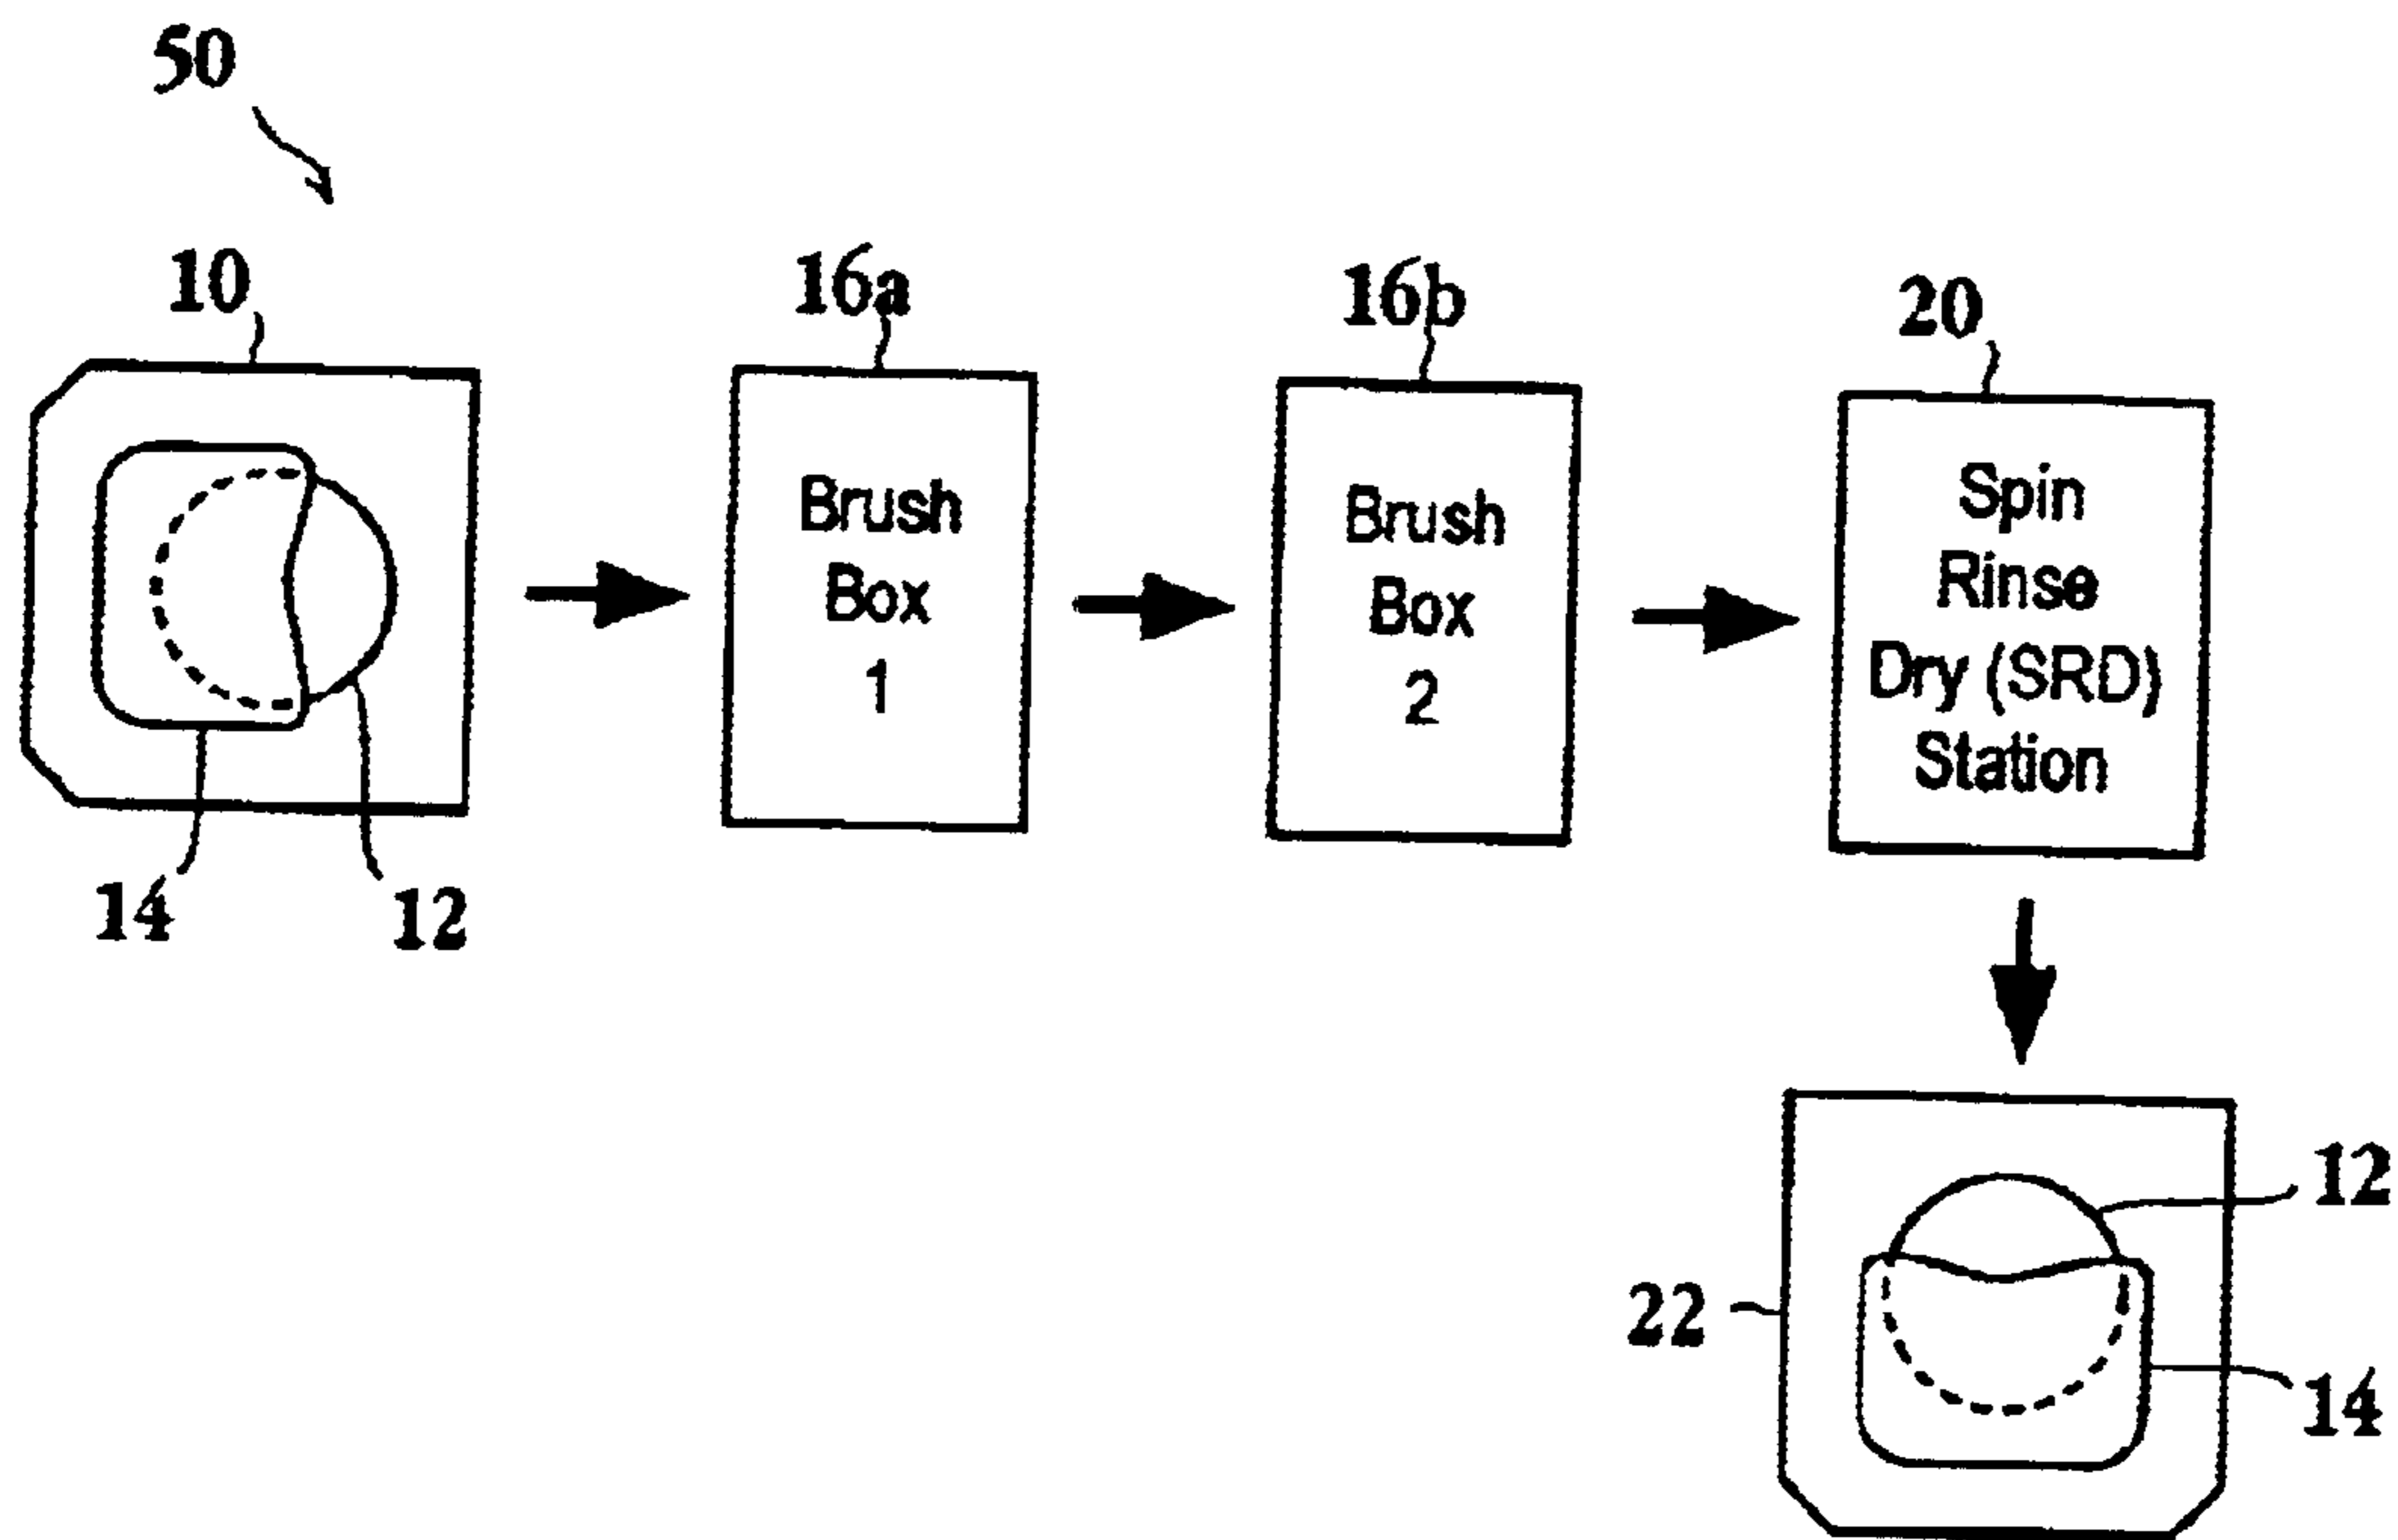 50
10
16a
16b
20
Brush
Box
1
Brush
Box
2
Spin
Rinse
Dry (SRD)
Station
14
12
12
22
14